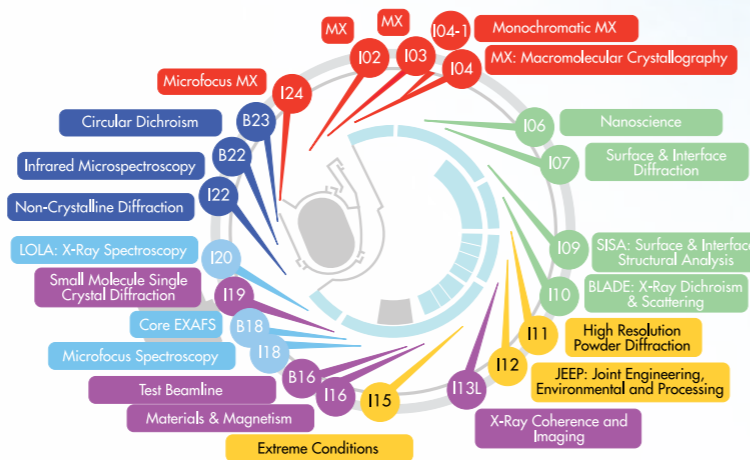 MX
I02
MX
I03
I04-1
Monochromatic MX
I04
MX: Macromolecular Crystallography
Microfocus MX
I24
Circular Dichroism
B23
Infrared Microspectroscopy
B22
Non-Crystalline Diffraction
I22
LOLA: X-Ray Spectroscopy
I20
Small Molecule Single
Crystal Diffraction
I19
Core EXAFS
B18
Microfocus Spectroscopy
I18
Test Beamline
B16
Materials & Magnetism
I16
Extreme Conditions
I15
I06
Nanoscience
I07
Surface & Interface
Diffraction
I09
SISA: Surface & Interface
Structural Analysis
I10
BLADE: X-Ray Dichroism
& Scattering
I11
High Resolution
Powder Diffraction
I12
JEEP: Joint Engineering,
Environmental and Processing
I13L
X-Ray Coherence and
Imaging